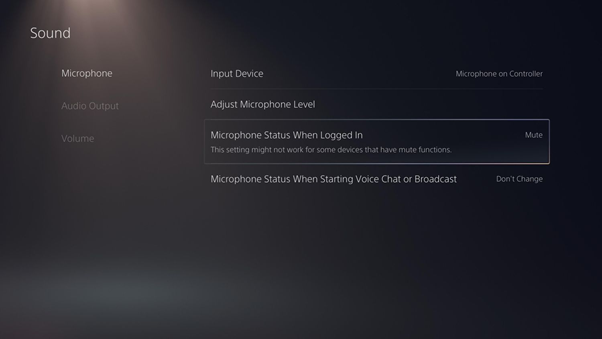 Sound
Microphone
Audio Output
Volume
Input Device
Microphone on Controller
Adjust Microphone Level
Microphone Status When Logged In
Mute
This setting might not work for some devices that have mute functions.
Microphone Status When Starting Voice Chat or Broadcast
Don't Change